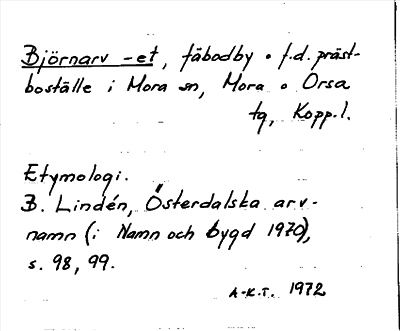 Björnarv -et, fäbodby o f.d. präst-
boställe i Mora sn, Mora o Orsa
tg, Kopp.l.
Etymologi.
B. Lindén, Österdalska arv-
namn (i Namn och bygd 1970),
s. 98, 99.
A-K.T. 1972